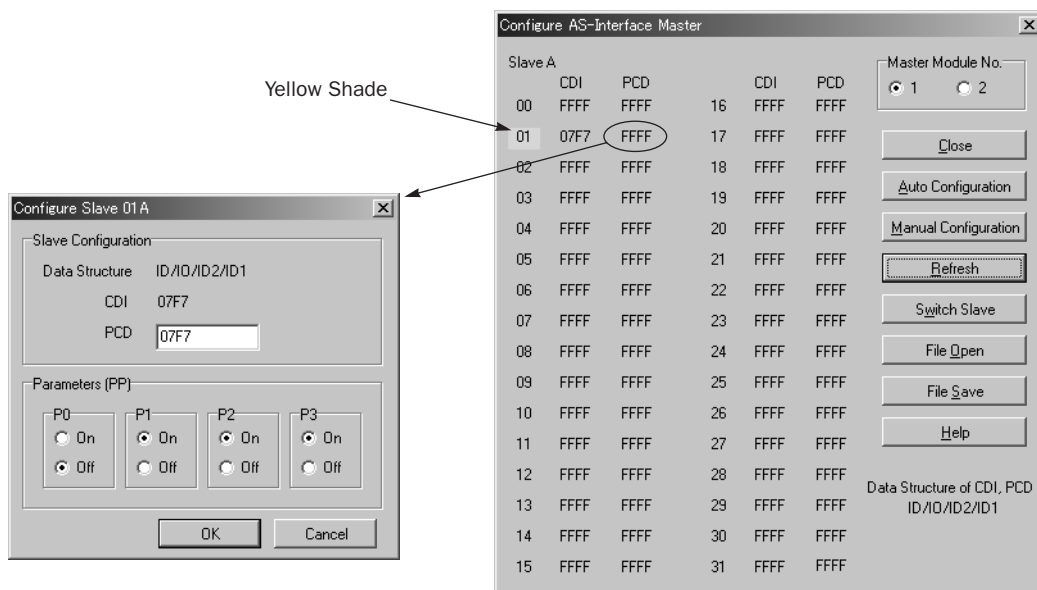 Yellow Shade
Configure AS-Interface Master
Slave A
CDI PCD CDI PCD
00 FFFF FFFF 16 FFFF FFFF
01 07F7 FFFF 17 FFFF FFFF
02 FFFF FFFF 18 FFFF FFFF
03 FFFF FFFF 19 FFFF FFFF
04 FFFF FFFF 20 FFFF FFFF
05 FFFF FFFF 21 FFFF FFFF
06 FFFF FFFF 22 FFFF FFFF
07 FFFF FFFF 23 FFFF FFFF
08 FFFF FFFF 24 FFFF FFFF
09 FFFF FFFF 25 FFFF FFFF
10 FFFF FFFF 26 FFFF FFFF
11 FFFF FFFF 27 FFFF FFFF
12 FFFF FFFF 28 FFFF FFFF
13 FFFF FFFF 29 FFFF FFFF
14 FFFF FFFF 30 FFFF FFFF
15 FFFF FFFF 31 FFFF FFFF
Master Module No.
1 2
Close
Auto Configuration
Manual Configuration
Refresh
Switch Slave
File Open
File Save
Help
Data Structure of CDI, PCD
ID/IO/ID2/ID1
Configure Slave 01A
Slave Configuration
Data Structure ID/IO/ID2/ID1
CDI 07F7
PCD 07F7
Parameters (PP)
P0 P1 P2 P3
On On On On
Off Off Off Off
OK Cancel